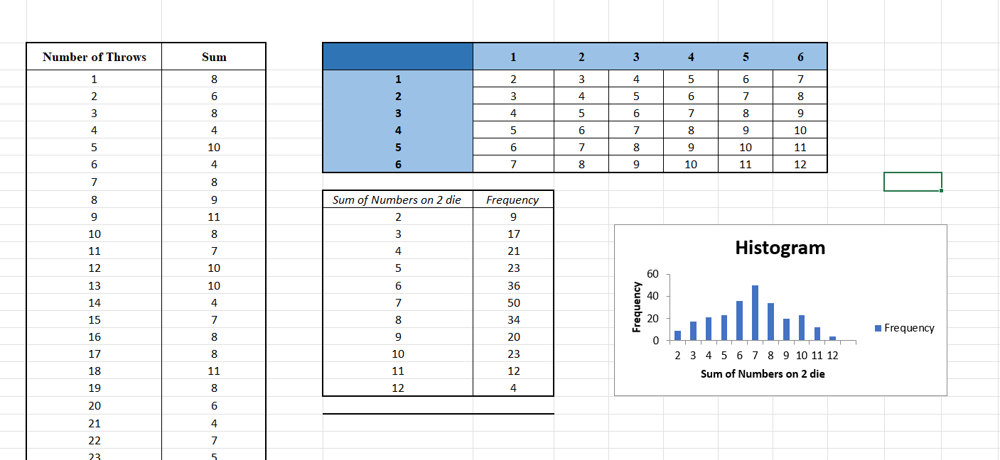 Number of Throws Sum
1 8
2 6
3 8
4 4
5 10
6 4
7 8
8 9
9 11
10 8
11 7
12 10
13 10
14 4
15 7
16 8
17 8
18 11
19 8
20 6
21 4
22 7
23 5
1 2 3 4 5 6
1 2 3 4 5 6 7
2 3 4 5 6 7 8
3 4 5 6 7 8 9
4 5 6 7 8 9 10
5 6 7 8 9 10 11
6 7 8 9 10 11 12
Sum of Numbers on 2 die Frequency
2 9
3 17
4 21
5 23
6 36
7 50
8 34
9 20
10 23
11 12
12 4
Histogram
Frequency
60
40
20
0
2 3 4 5 6 7 8 9 10 11 12
Sum of Numbers on 2 die
Frequency